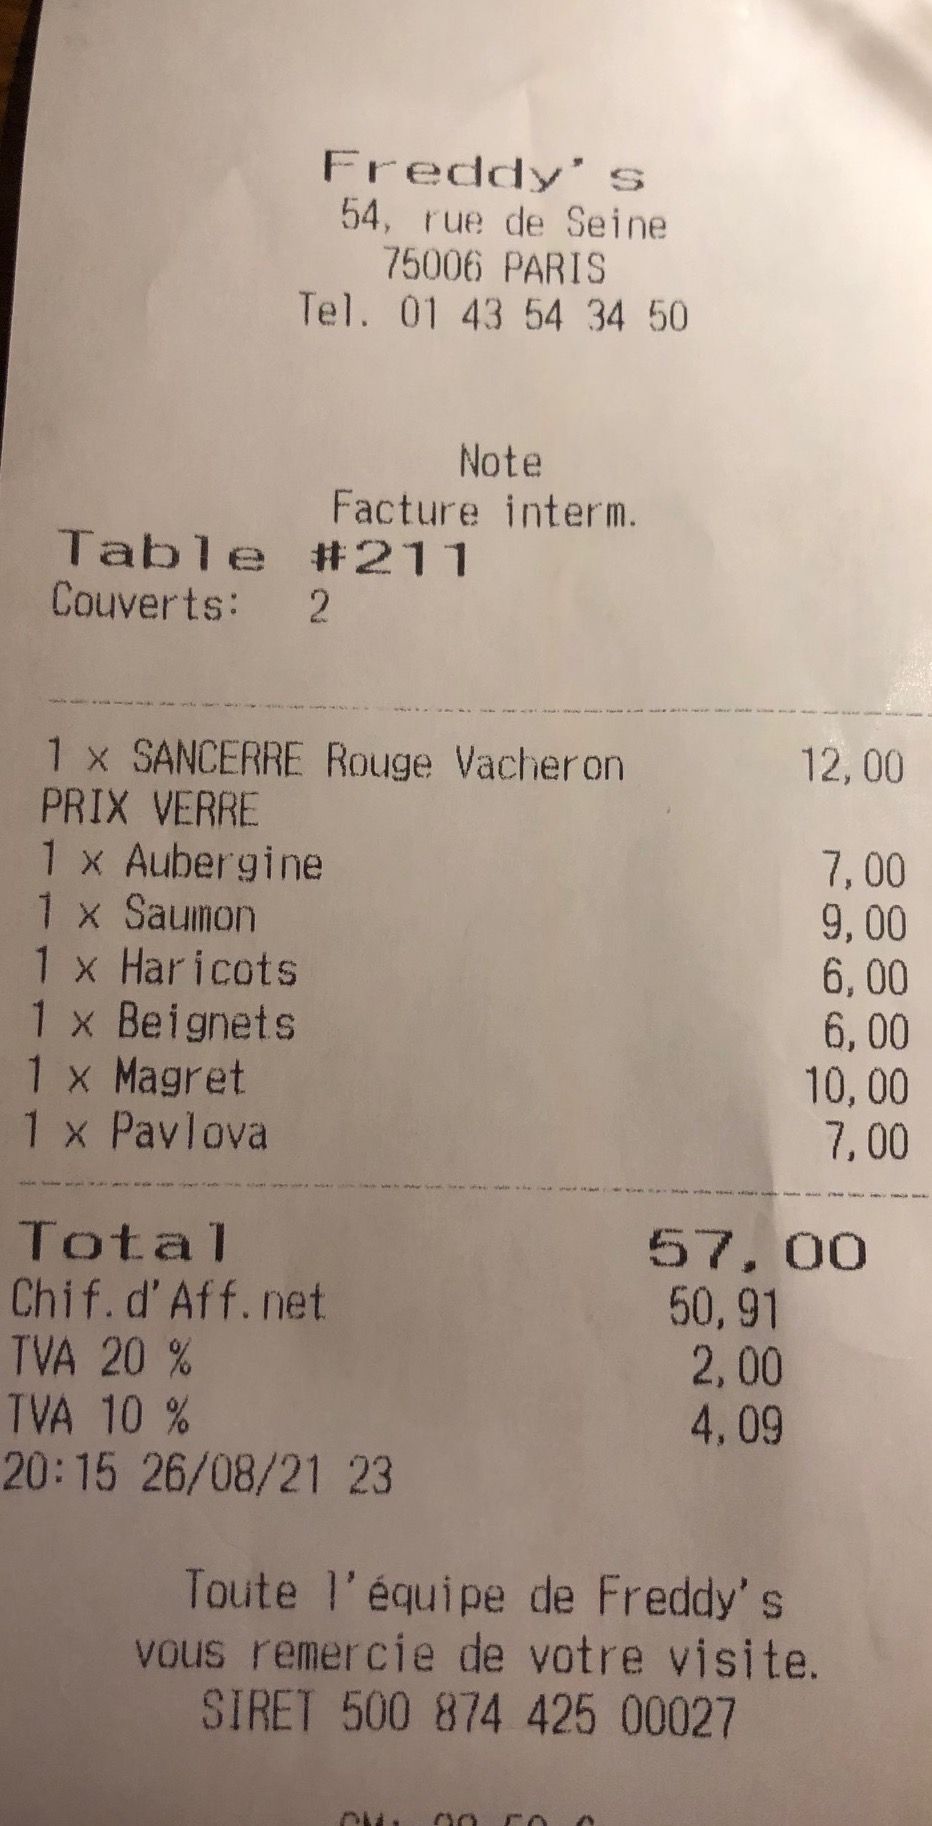 Freddy's
54, rue de Seine
75006 PARIS
Tel. 01 43 54 34 50
Note
Facture interm.
Table #211
Couverts: 2
1 x SANCERRE Rouge Vacheron 12,00
PRIX VERRE
1 x Aubergine 7,00
1 x Saumon 9,00
1 x Haricots 6,00
1 x Beignets 6,00
1 x Magret 10,00
1 x Pavlova 7,00
Total 57,00
Chif.d'Aff.net 50,91
TVA 20 % 2,00
TVA 10 % 4,09
20:15 26/08/21 23
Toute l'équipe de Freddy's
vous remercie de votre visite.
SIRET 500 874 425 00027